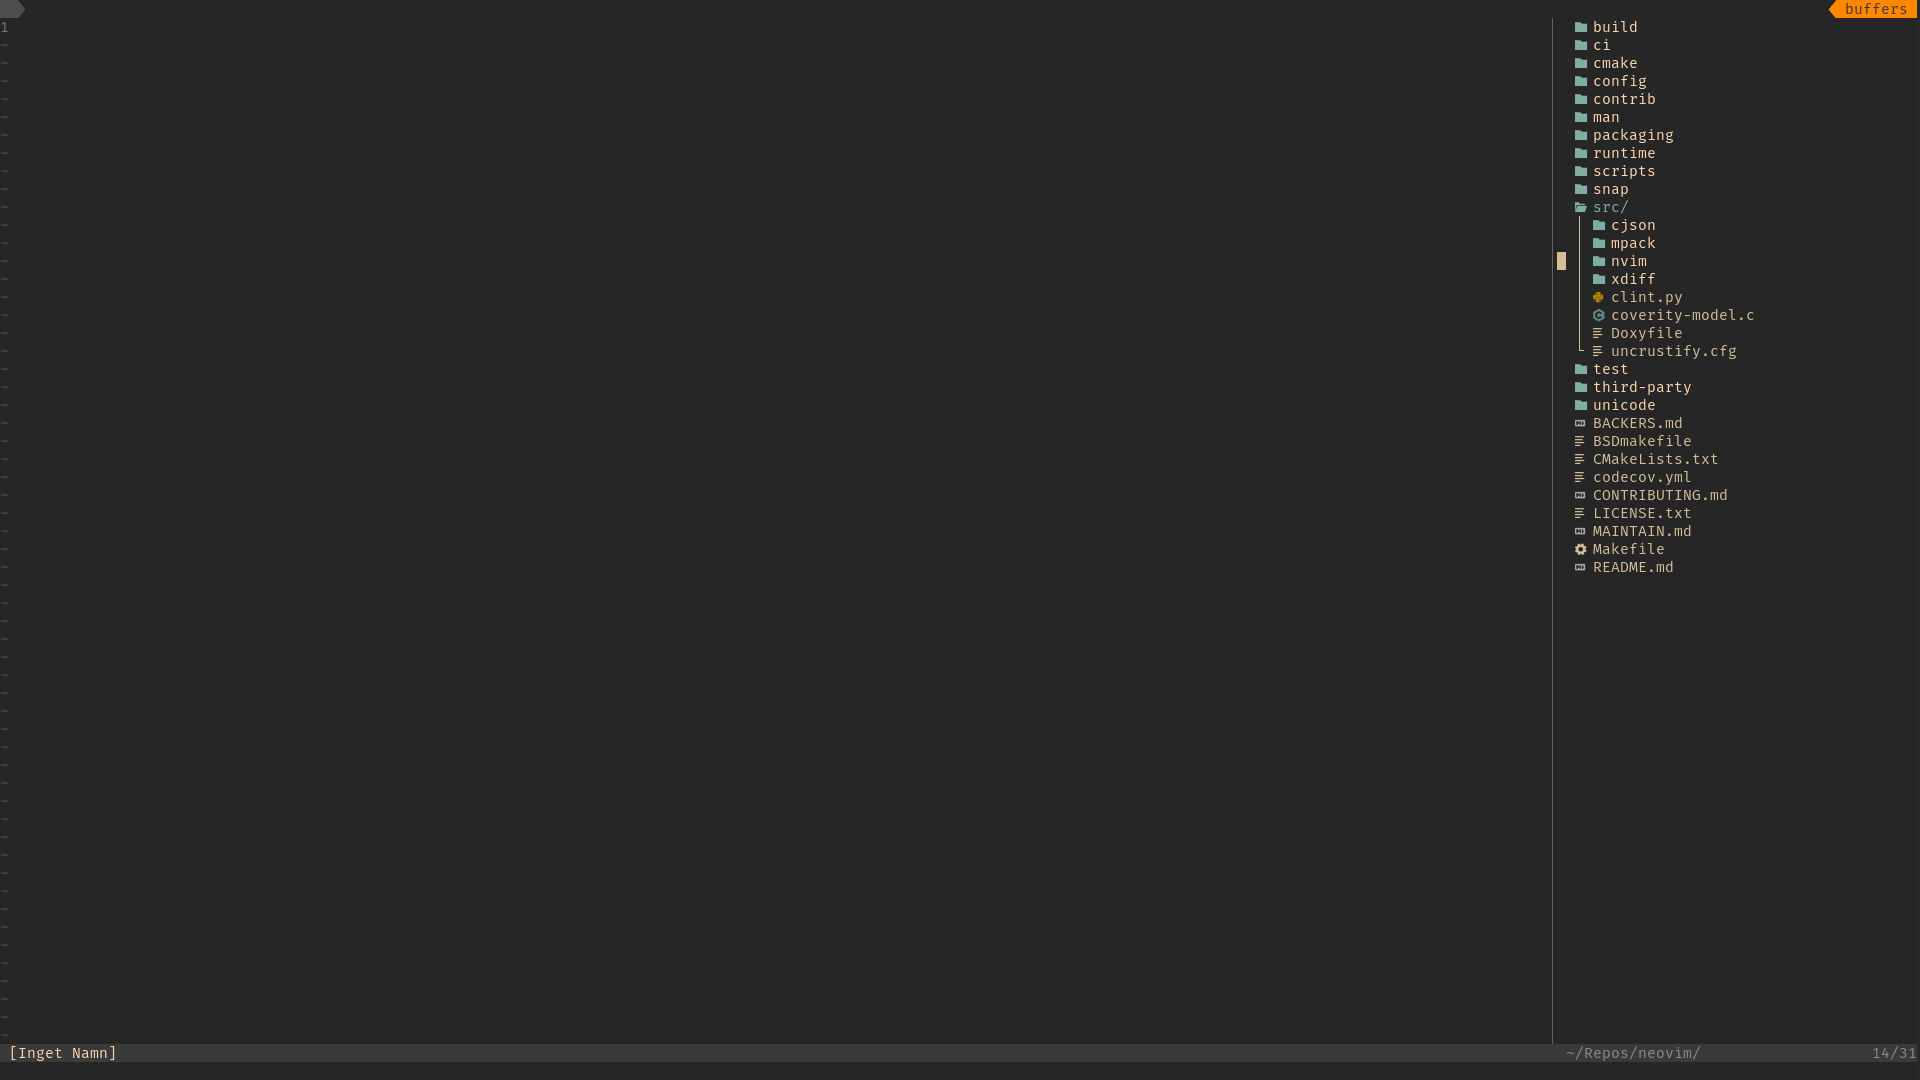 buffers
1
build
ci
cmake
config
contrib
man
packaging
runtime
scripts
snap
src/
cjson
mpack
nvim
xdiff
clint.py
coverity-model.c
Doxyfile
uncrustify.cfg
test
third-party
unicode
BACKERS.md
BSDmakefile
CMakeLists.txt
codecov.yml
CONTRIBUTING.md
LICENSE.txt
MAINTAIN.md
Makefile
README.md
[Inget Namn] ~/Repos/neovim/ 14/31